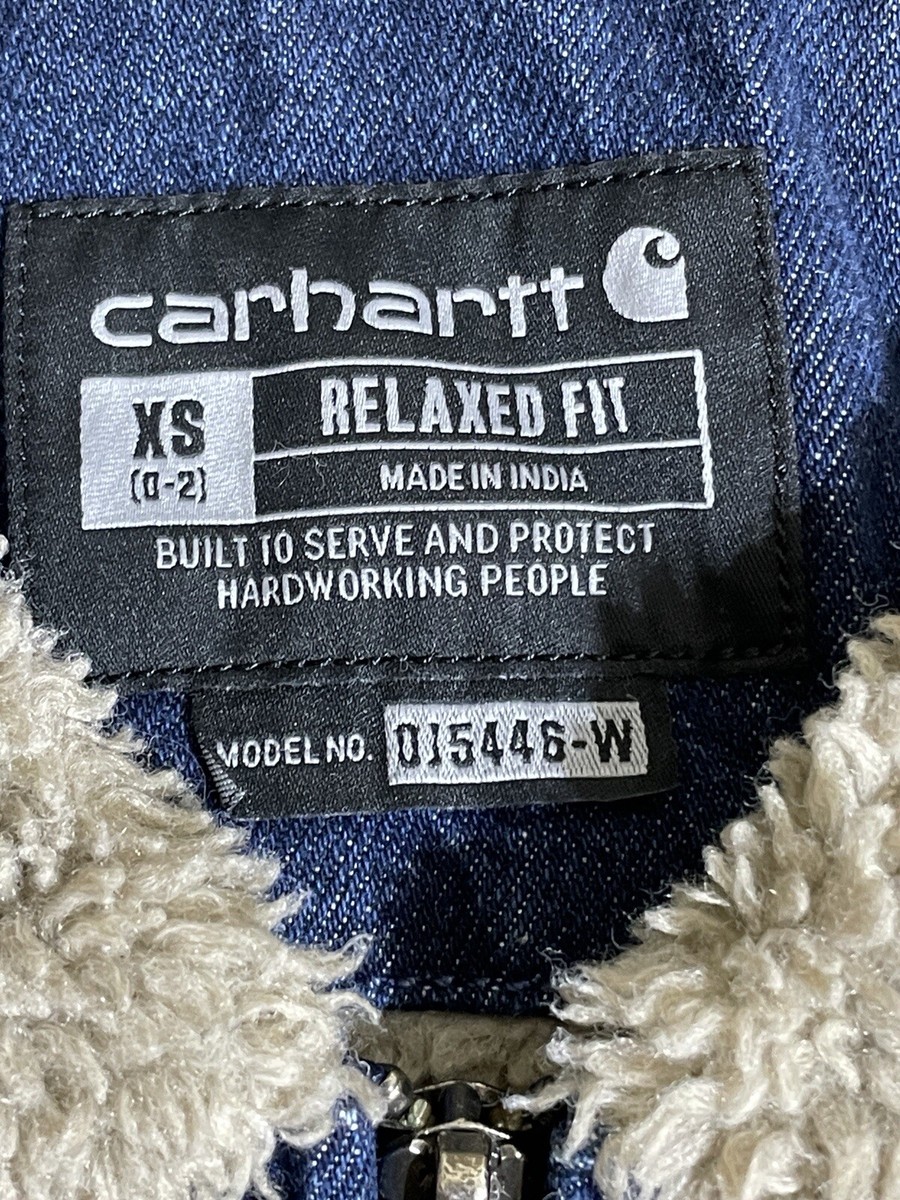 carhartt
XS
(0-2)
RELAXED FIT
MADE IN INDIA
BUILT TO SERVE AND PROTECT
HARDWORKING PEOPLE
MODEL NO. 015446-W